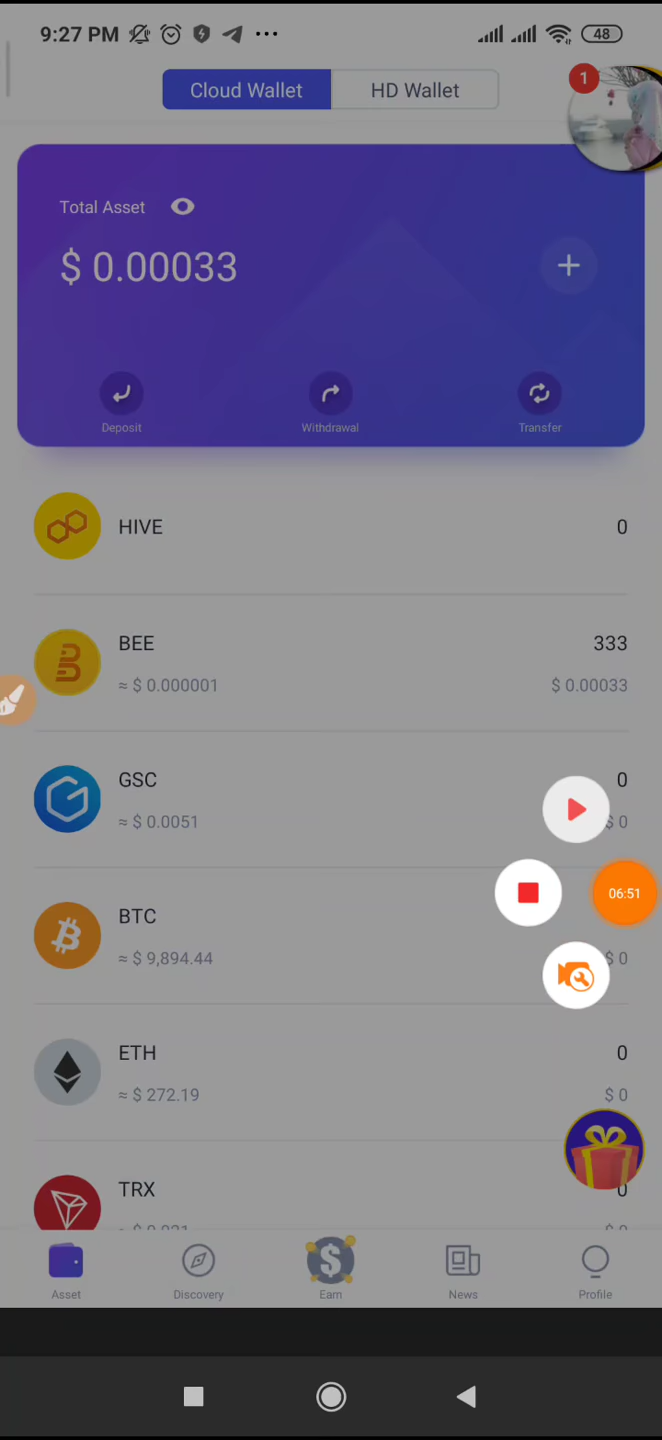 9:27 PM
48
Cloud Wallet
HD Wallet
1
Total Asset
$ 0.00033
Deposit
Withdrawal
Transfer
HIVE 0
BEE 333
≈ $ 0.000001 $ 0.00033
GSC 0
≈ $ 0.0051 $ 0
06:51
BTC
≈ $ 9,894.44 $ 0
ETH 0
≈ $ 272.19 $ 0
TRX 0
Asset
Discovery
Earn
News
Profile